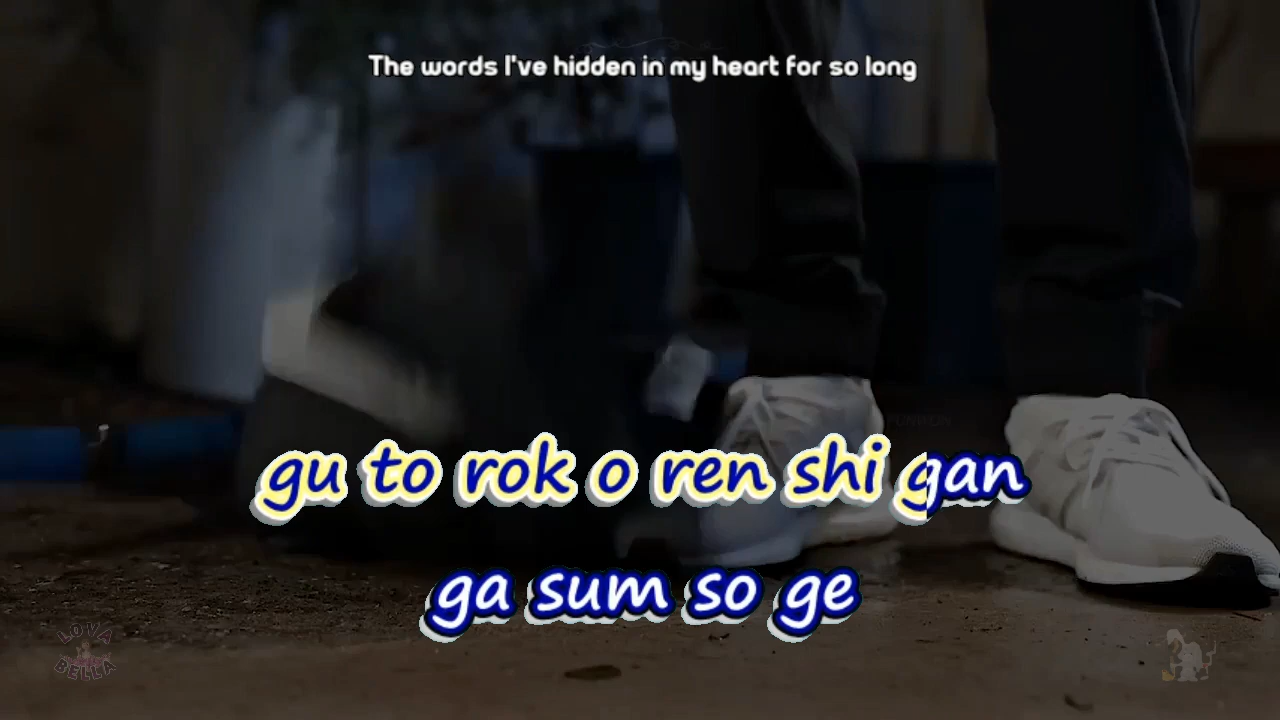 The words I've hidden in my heart for so long
gu to rok o ren shi gan
ga sum so ge
LOVA
BELLA